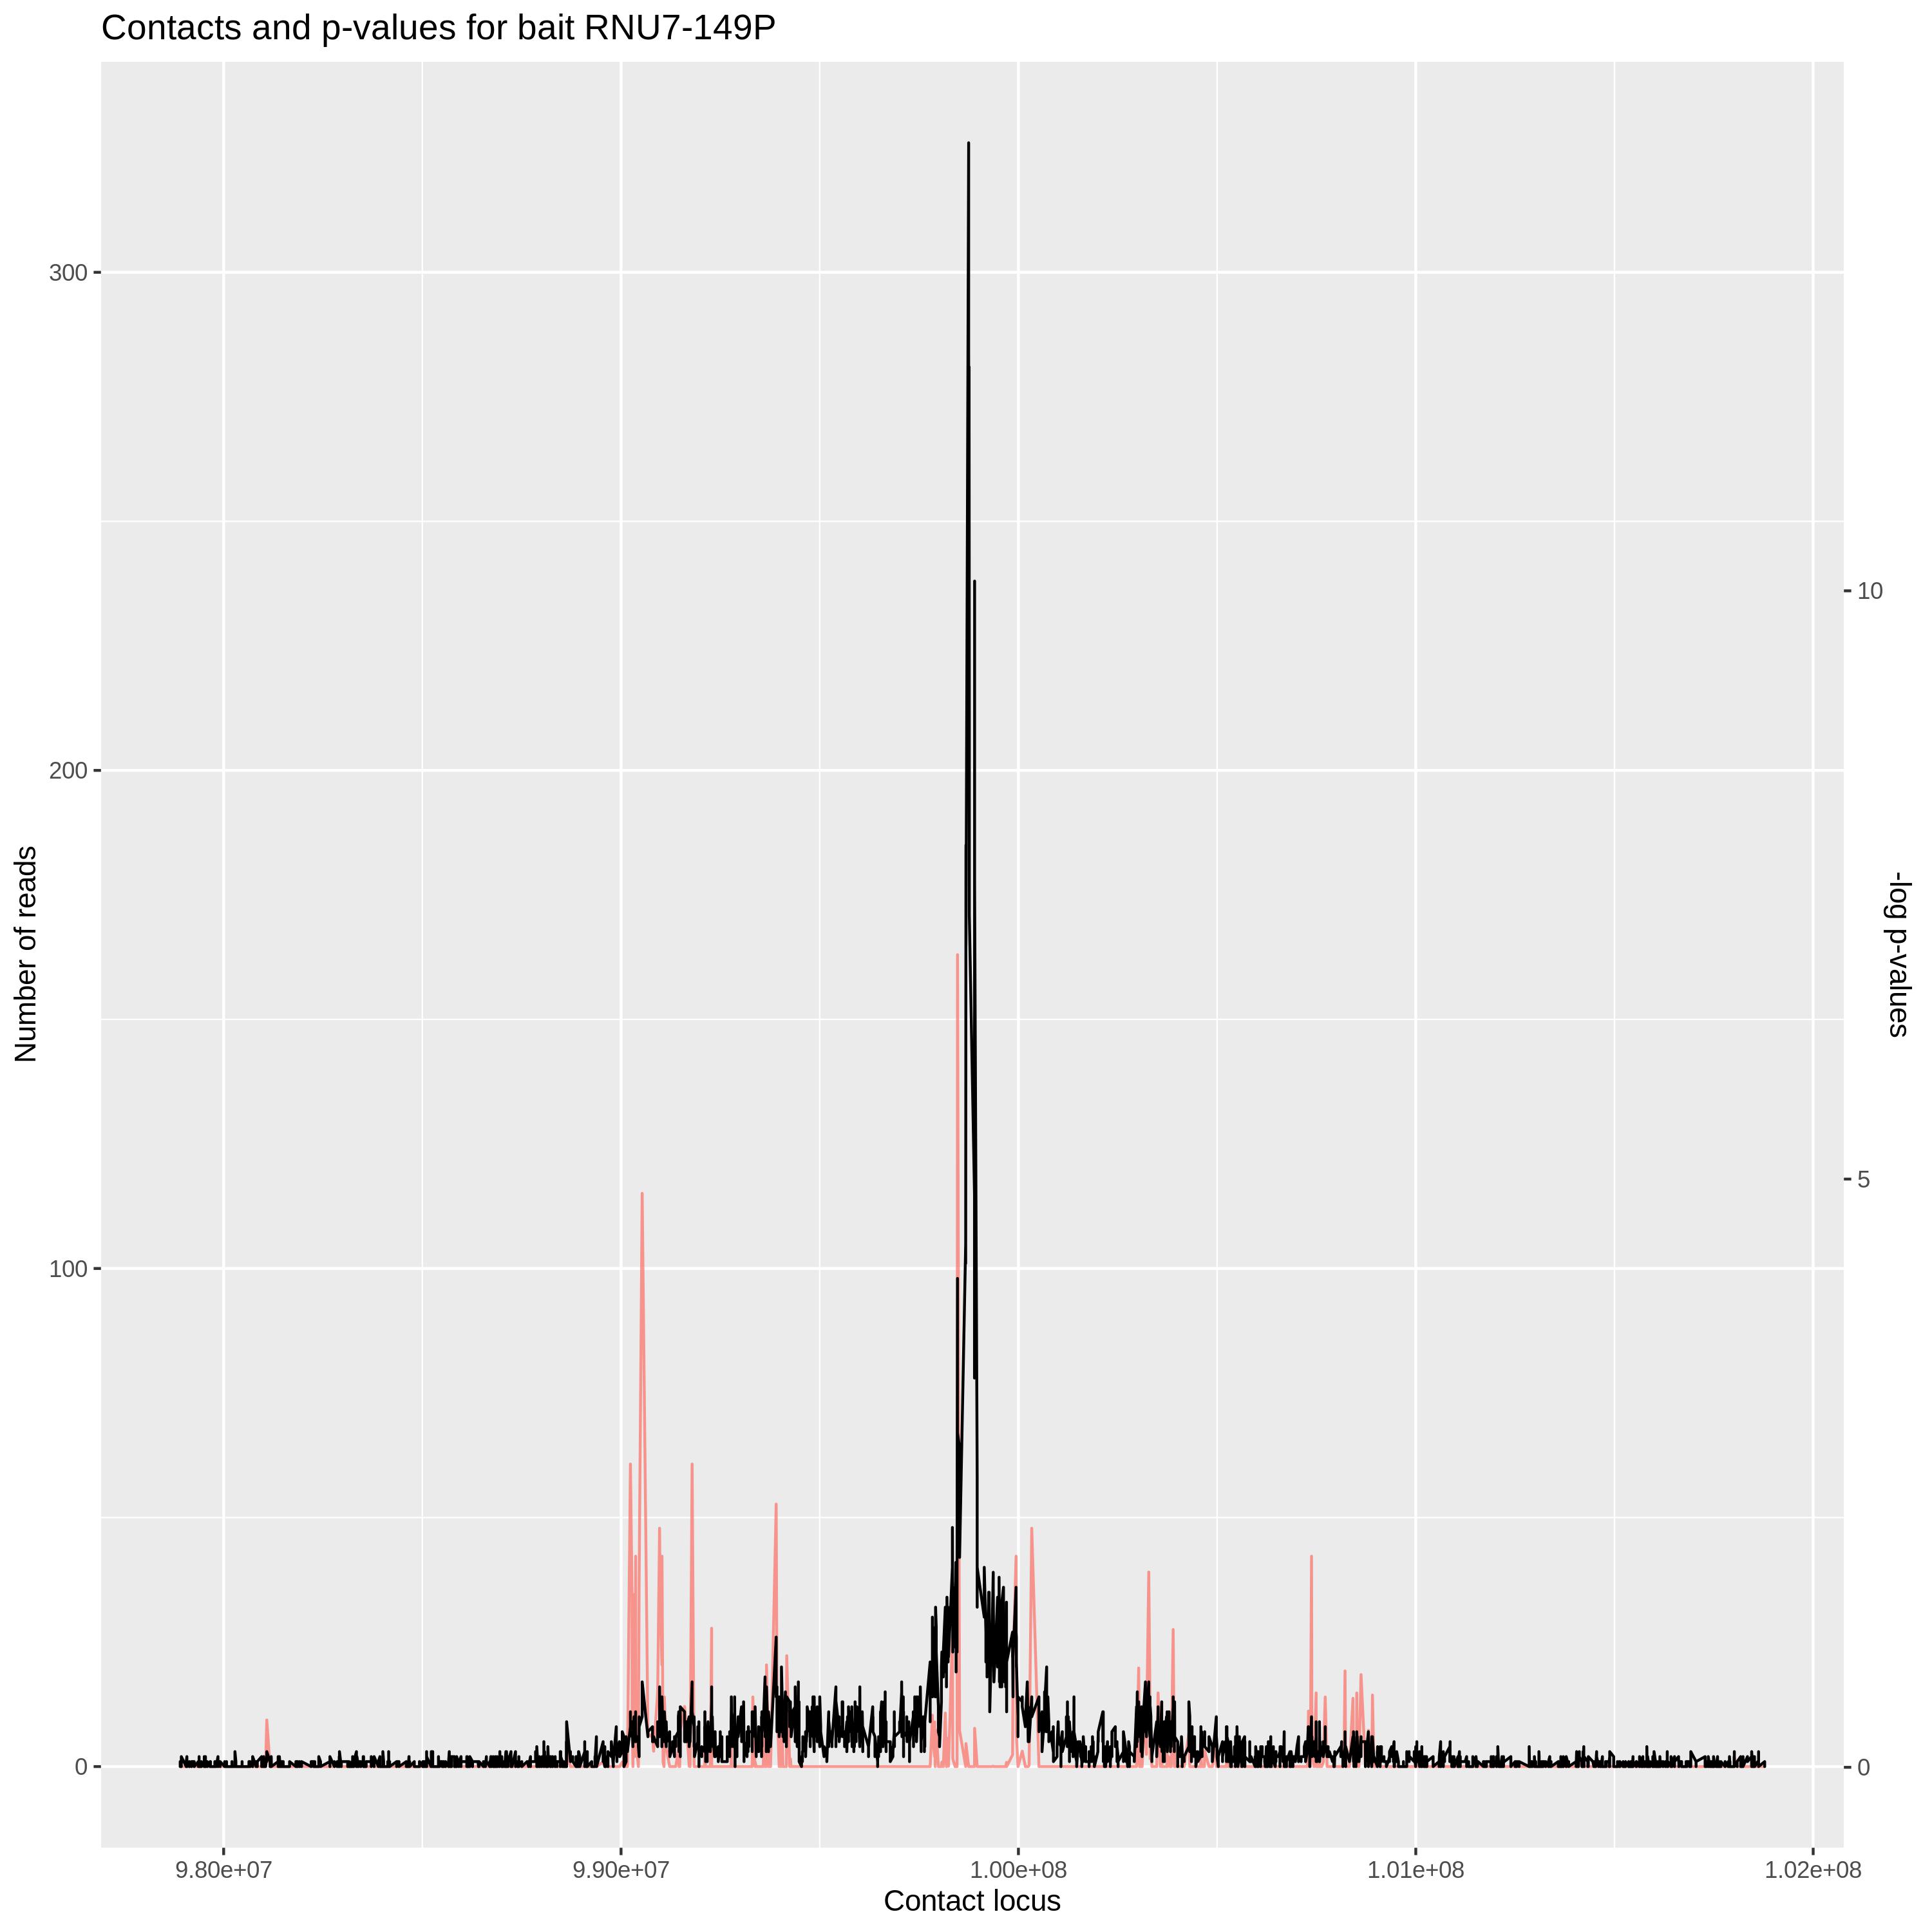 Contacts and p-values for bait RNU7-149P
300
200
100
0
Number of reads
10
5
0
-log p-values
9.80e+07
9.90e+07
1.00e+08
1.01e+08
1.02e+08
Contact locus